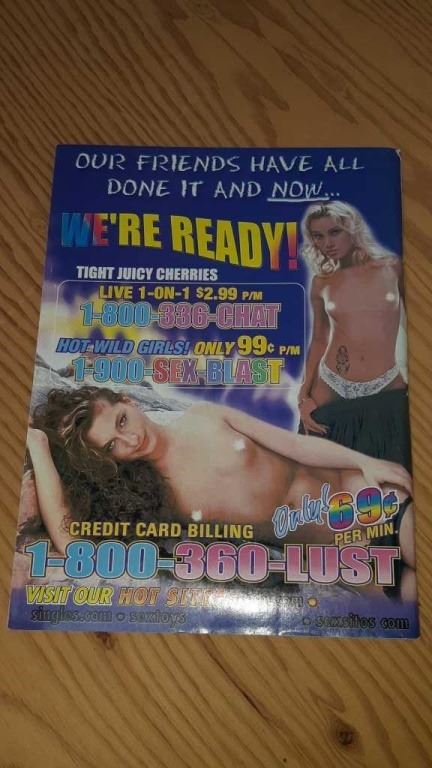 OUR FRIENDS HAVE ALL
DONE IT AND NOW...
WE'RE READY!
TIGHT JUICY CHERRIES
LIVE 1-ON-1 $2.99 P/M
1-800-336-CHAT
HOT WILD GIRLS! ONLY 99¢ P/M
1-900-SEX-BLAST
Only! 69¢
PER MIN.
CREDIT CARD BILLING
1-800-360-LUST
VISIT OUR HOT
singles.com sextoys